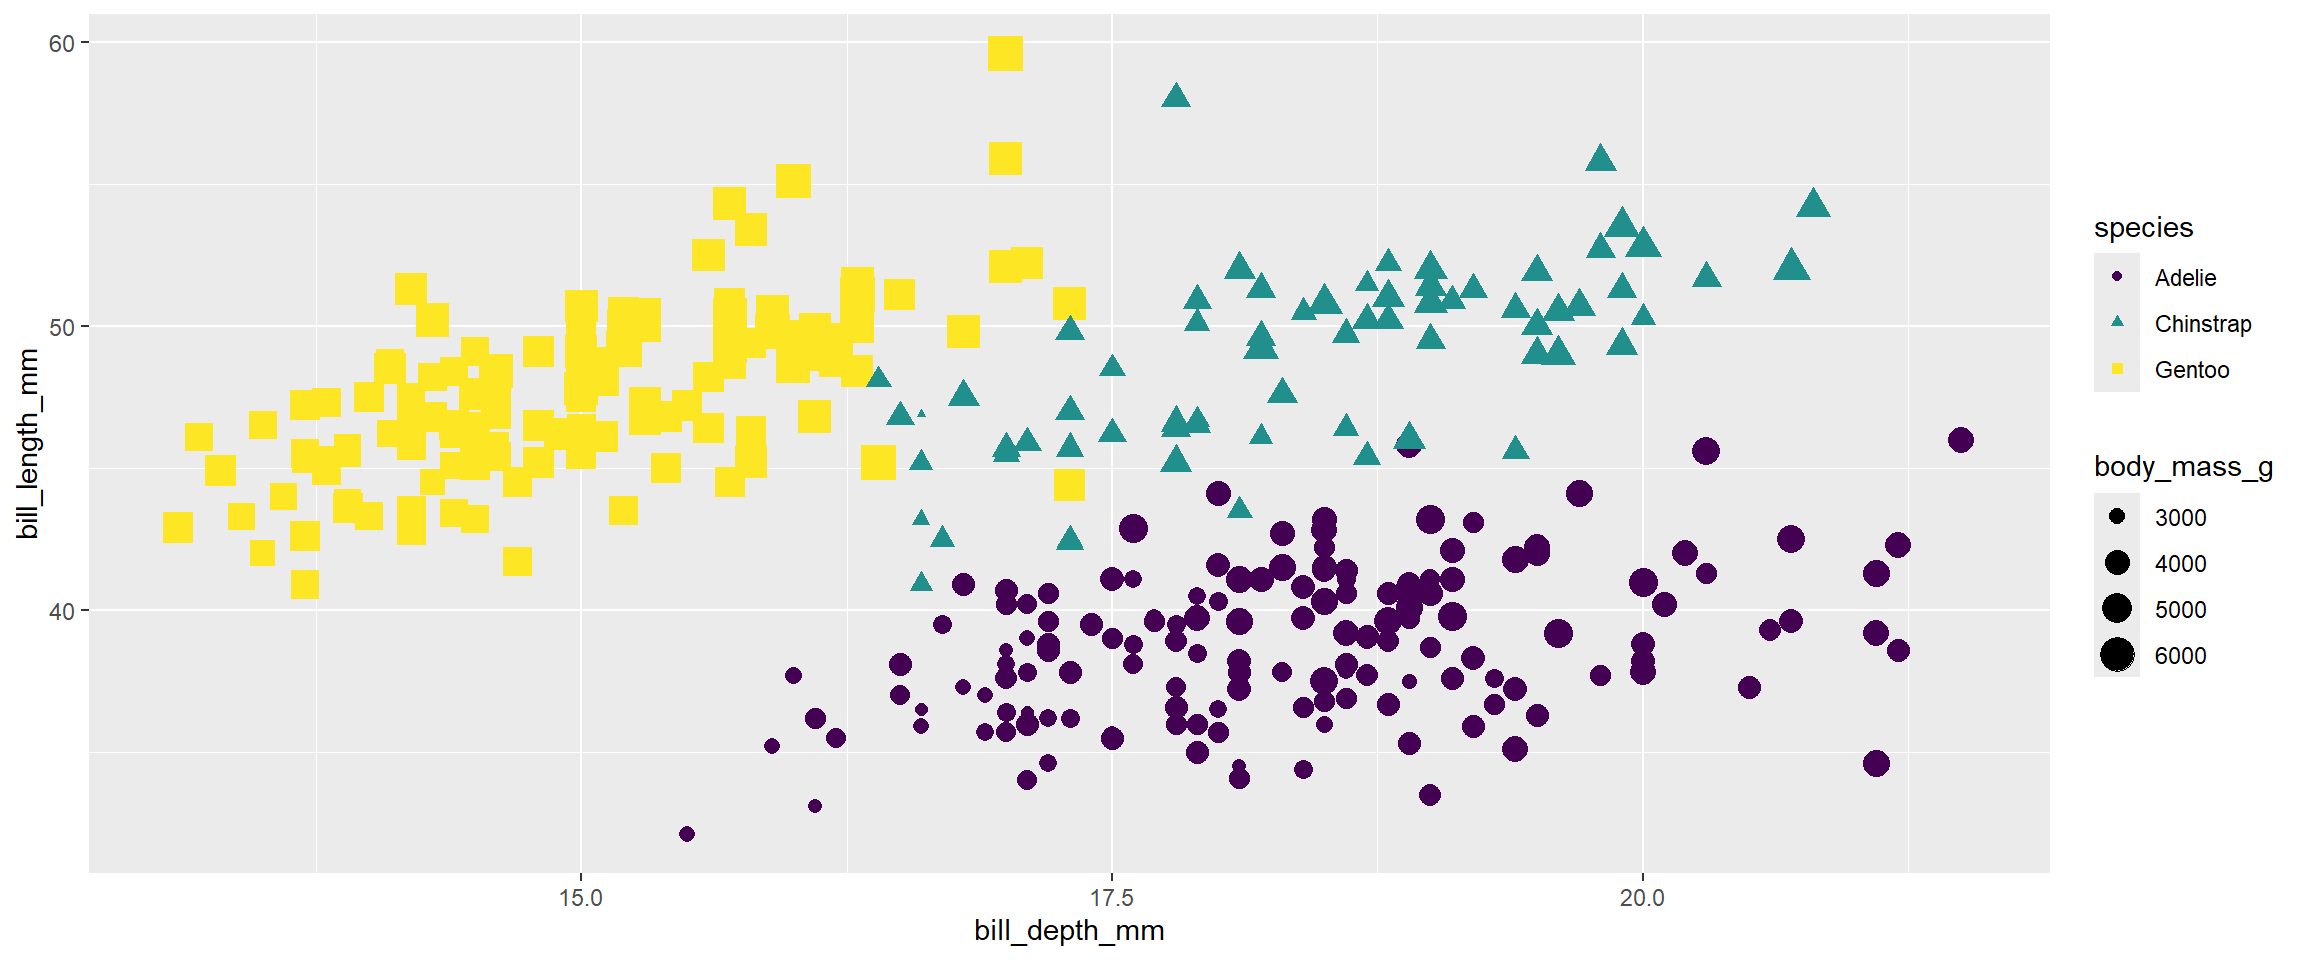 60
50
40
bill_length_mm
15.0
17.5
20.0
bill_depth_mm
species
Adelie
Chinstrap
Gentoo
body_mass_g
3000
4000
5000
6000